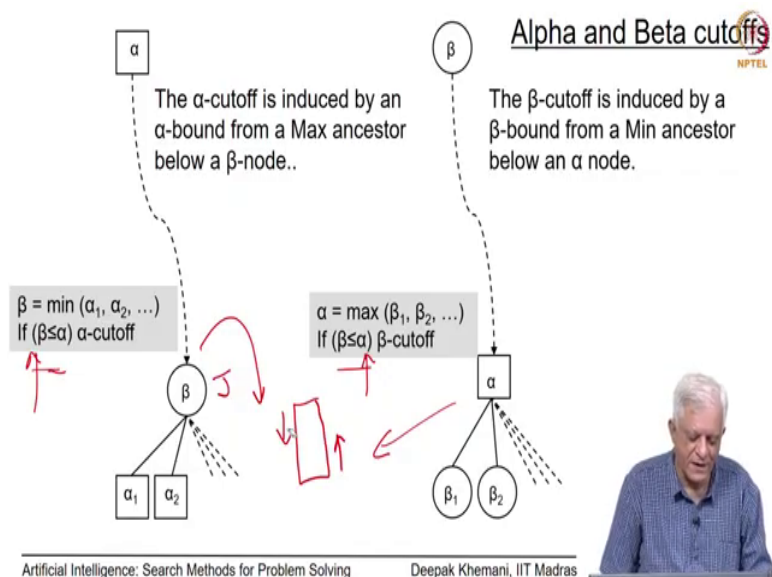 Alpha and Beta cutoffs
NPTEL
α
β
The α-cutoff is induced by an
α-bound from a Max ancestor
below a β-node..
The β-cutoff is induced by a
β-bound from a Min ancestor
below an α node.
β = min (α₁, α₂, …)
If (β≤α) α-cutoff
α = max (β₁, β₂, …)
If (β≤α) β-cutoff
β
J
α
α₁
α₂
β₁
β₂
Artificial Intelligence: Search Methods for Problem Solving
Deepak Khemani, IIT Madras